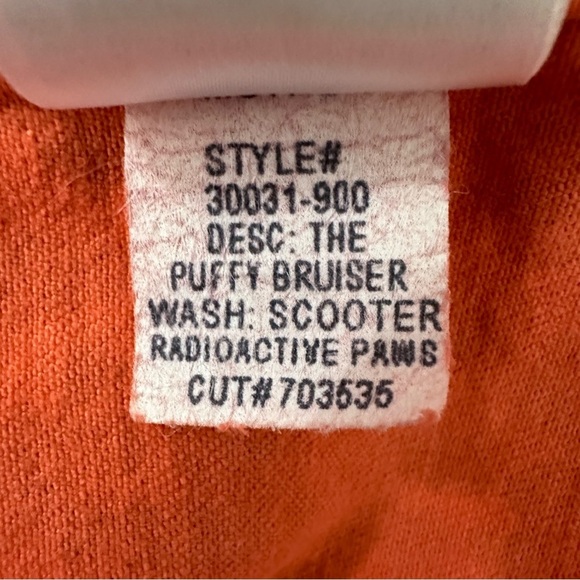 STYLE#
30031-900
DESC: THE
PUFFY BRUISER
WASH: SCOOTER
RADIOACTIVE PAWS
CUT# 703535